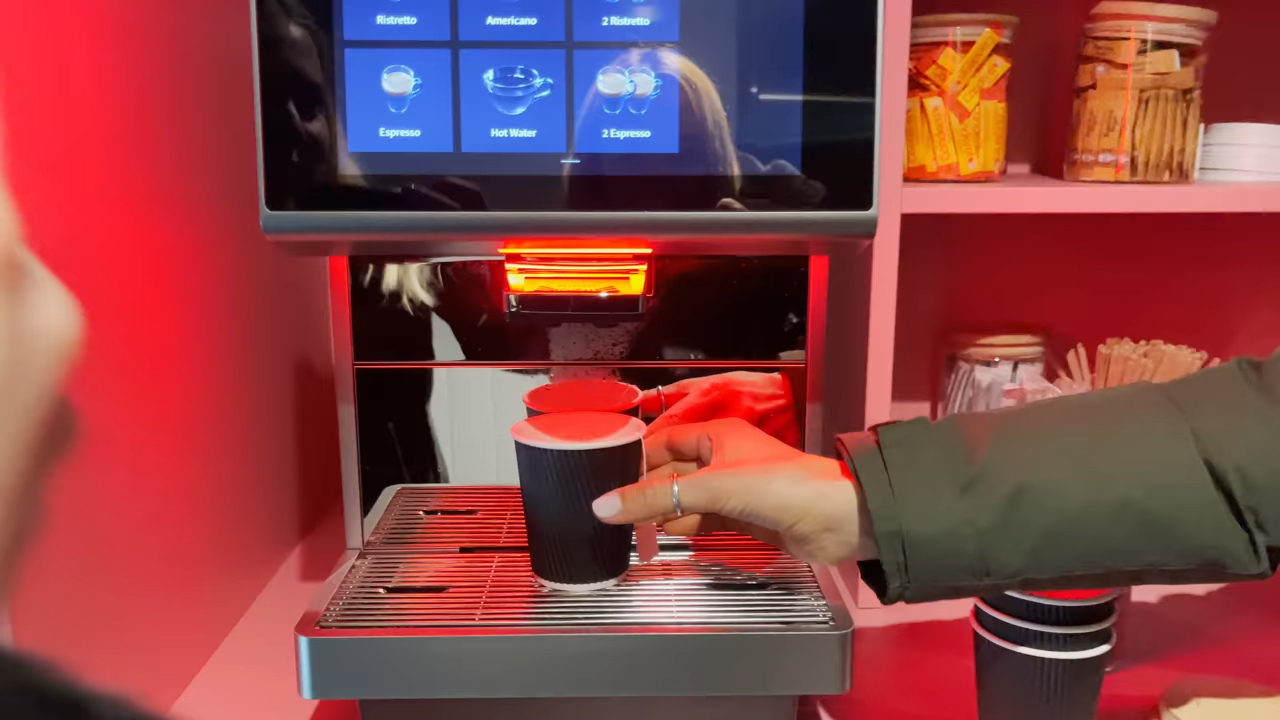 Ristretto
Americano
2 Ristretto
Espresso
Hot Water
2 Espresso